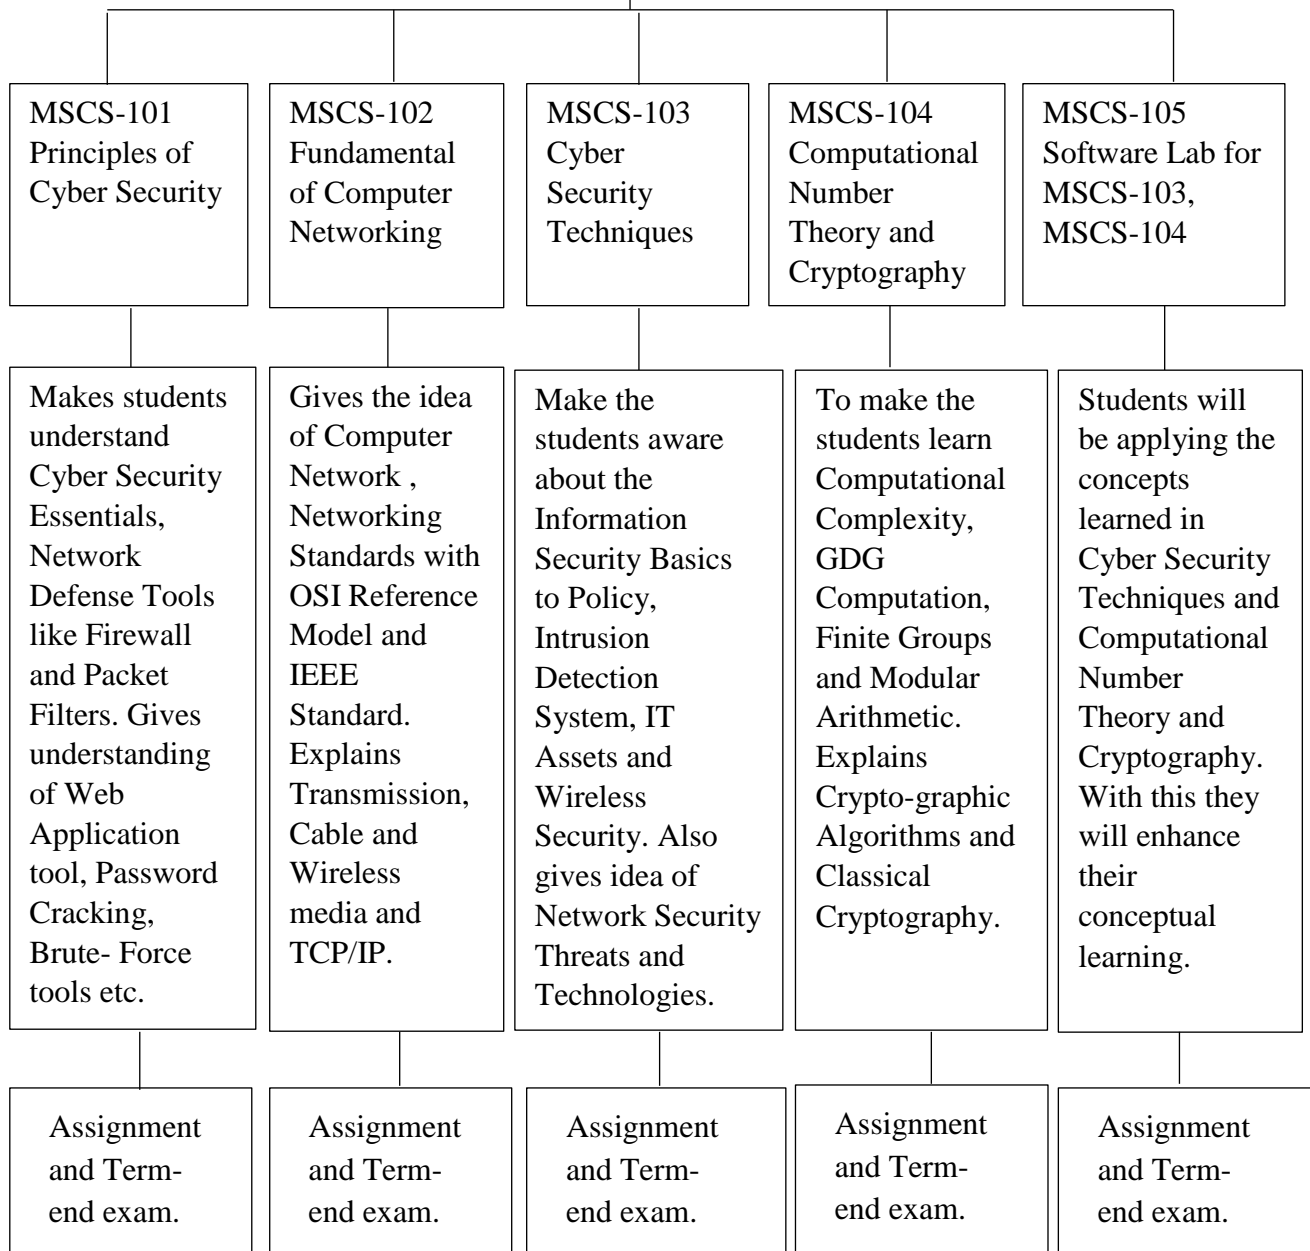 MSCS-101
Principles of
Cyber Security
MSCS-102
Fundamental
of Computer
Networking
MSCS-103
Cyber
Security
Techniques
MSCS-104
Computational
Number
Theory and
Cryptography
MSCS-105
Software Lab for
MSCS-103,
MSCS-104
Makes students
understand
Cyber Security
Essentials,
Network
Defense Tools
like Firewall
and Packet
Filters. Gives
understanding
of Web
Application
tool, Password
Cracking,
Brute- Force
tools etc.
Gives the idea
of Computer
Network ,
Networking
Standards with
OSI Reference
Model and
IEEE
Standard.
Explains
Transmission,
Cable and
Wireless
media and
TCP/IP.
Make the
students aware
about the
Information
Security Basics
to Policy,
Intrusion
Detection
System, IT
Assets and
Wireless
Security. Also
gives idea of
Network Security
Threats and
Technologies.
To make the
students learn
Computational
Complexity,
GDG
Computation,
Finite Groups
and Modular
Arithmetic.
Explains
Crypto-graphic
Algorithms and
Classical
Cryptography.
Students will
be applying the
concepts
learned in
Cyber Security
Techniques and
Computational
Number
Theory and
Cryptography.
With this they
will enhance
their
conceptual
learning.
Assignment
and Term-
end exam.
Assignment
and Term-
end exam.
Assignment
and Term-
end exam.
Assignment
and Term-
end exam.
Assignment
and Term-
end exam.